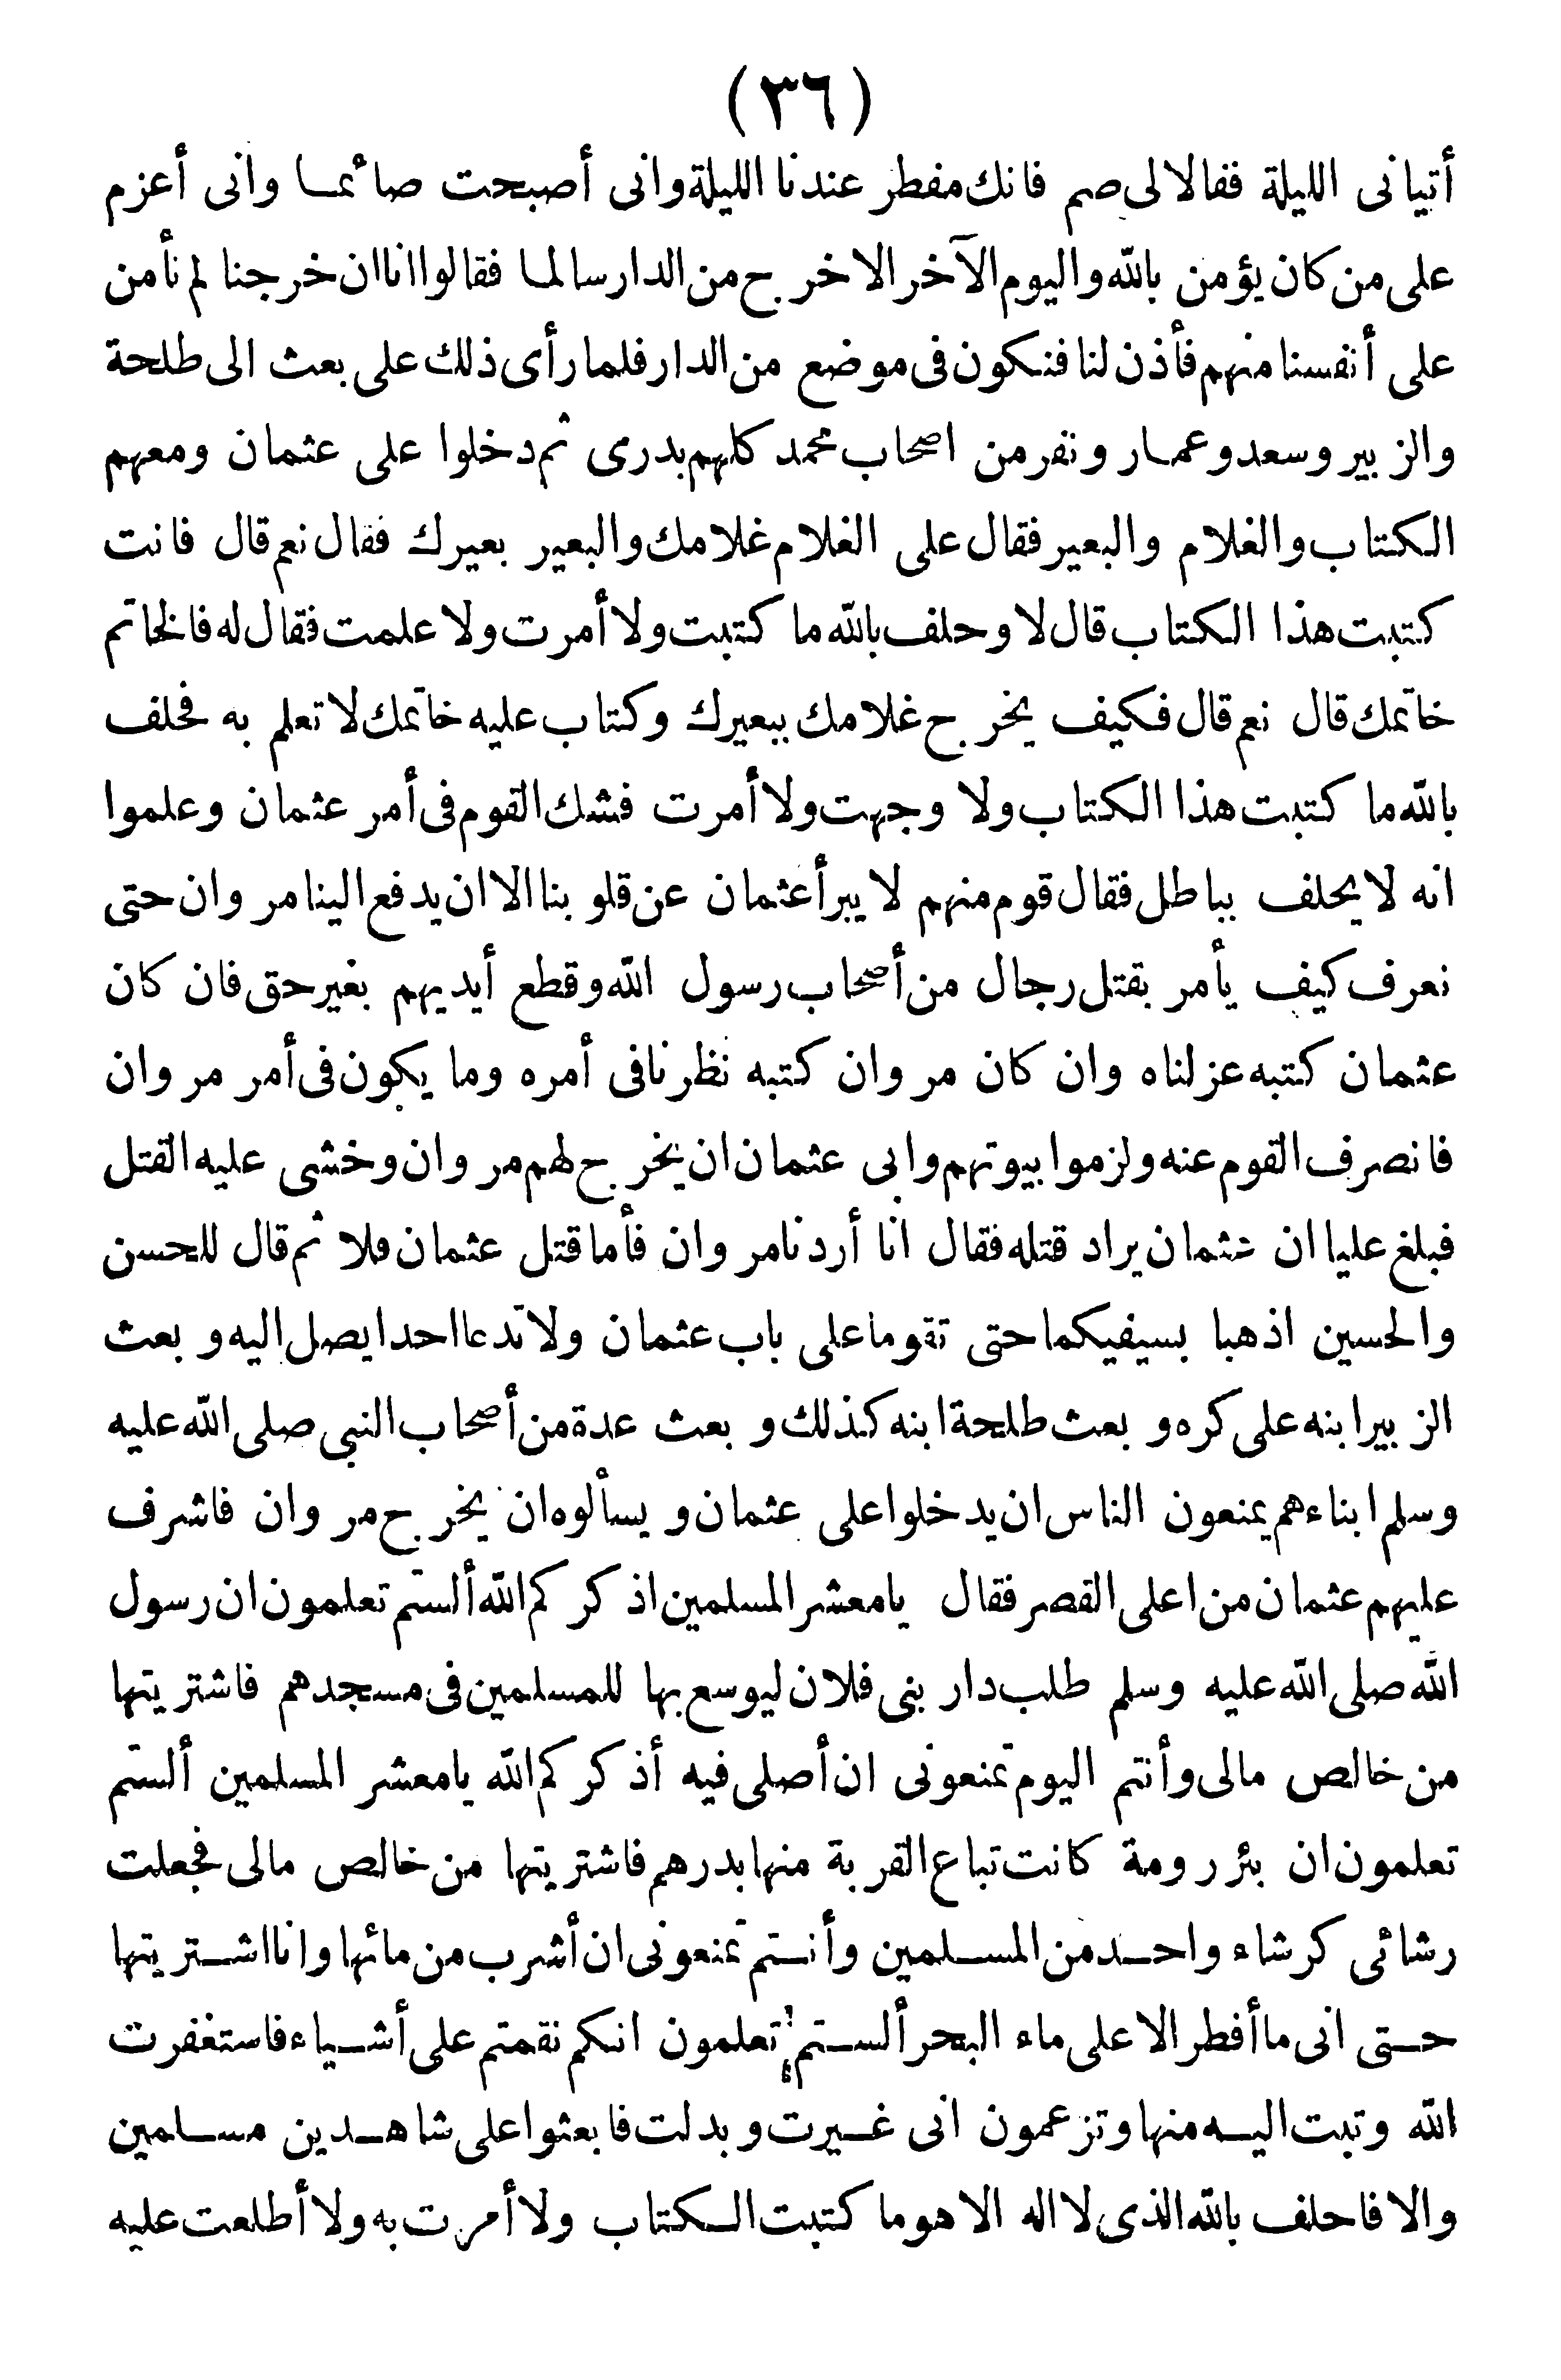 (٣٦)
أتيانى الليلة فقالا لى صم فانك مفطر عندنا الليلة وانى أصبحت صائما وانى أعزم
على من كان يؤمن بالله واليوم الآخر الا خرج من الدار سالما فقالوا انا ان خرجنا لم نأمن
على أنفسنا منهم فأذن لنا فنكون فى موضع من الدار فلما رأى ذلك على بعث الى طلحة
والزبير وسعد وعمار ونفر من اصحاب محمد كلهم بدرى ثم دخلوا على عثمان ومعهم
الكتاب والغلام والبعير فقال على الغلام غلامك والبعير بعيرك فقال نعم قال فانت
كتبت هذا الكتاب قال لا وحلف بالله ما كتبت ولا أمرت ولا علمت فقال له فالخاتم
خاتمك قال نعم قال فكيف يخرج غلامك ببعيرك وكتاب عليه خاتمك لا تعلم به فحلف
بالله ما كتبت هذا الكتاب ولا وجهت ولا أمرت فشك القوم فى أمر عثمان وعلموا
انه لا يحلف بباطل فقال قوم منهم لا يبرأ عثمان عن قلوبنا الا ان يدفع الينا مروان حتى
نعرف كيف يأمر بقتل رجال من أصحاب رسول الله وقطع أيديهم بغير حق فان كان
عثمان كتبه عزلناه وان كان مروان كتبه نظرنا فى أمره وما يكون فى أمر مروان
فانصرف القوم عنه ولزموا بيوتهم وابى عثمان ان يخرج لهم مروان وخشى عليه القتل
فبلغ عليا ان عثمان يراد قتله فقال انا أردنا مروان فأما قتل عثمان فلا ثم قال للحسن
والحسين اذهبا بسيفيكما حتى تقوما على باب عثمان ولا تدعا احدا يصل اليه وبعث
الزبير ابنه على كره وبعث طلحة ابنه كذلك وبعث عدة من أصحاب النبي صلى الله عليه
وسلم ابناءهم يمنعون الناس ان يدخلوا على عثمان ويسألوه ان يخرج مروان فاشرف
عليهم عثمان من اعلى القصر فقال يا معشر المسلمين اذكركم الله ألستم تعلمون ان رسول
الله صلى الله عليه وسلم طلب دار بنى فلان ليوسع بها للمسلمين فى مسجدهم فاشتريتها
من خالص مالى وأنتم اليوم تمنعونى ان أصلى فيه أذكركم الله يا معشر المسلمين ألستم
تعلمون ان بئر رومة كانت تباع القربة منها بدرهم فاشتريتها من خالص مالى فجعلت
رشائى كرشاء واحد من المسلمين وأنتم تمنعونى ان أشرب من مائها وانا اشتريتها
حتى انى ما أفطر الا على ماء البحر ألستم تعلمون انكم نقمتم على أشياء فاستغفرت
الله وتبت اليه منها وتزعمون انى غيرت وبدلت فابعثوا على شاهدين مسلمين
والا فاحلف بالله الذى لا اله الا هو ما كتبت الكتاب ولا أمرت به ولا أطلعت عليه